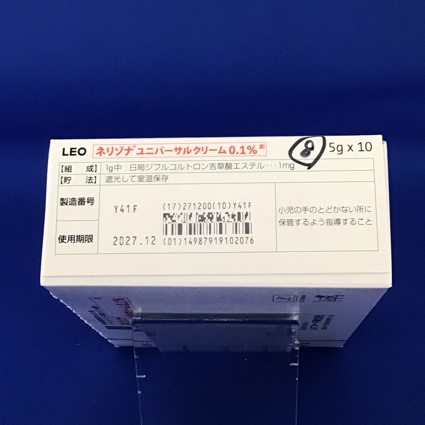 LEO ネリゾナ®ユニバーサルクリーム0.1%® 8 5g x 10
【組 成】 1g中 日局ジフルコルトロン吉草酸エステル…1mg
【貯 法】 遮光して室温保存
製造番号 Y41F (17)271200(10)Y41F
使用期限 2027.12 (01)14987919102076
小児の手のとどかない所に
保管するよう指導すること